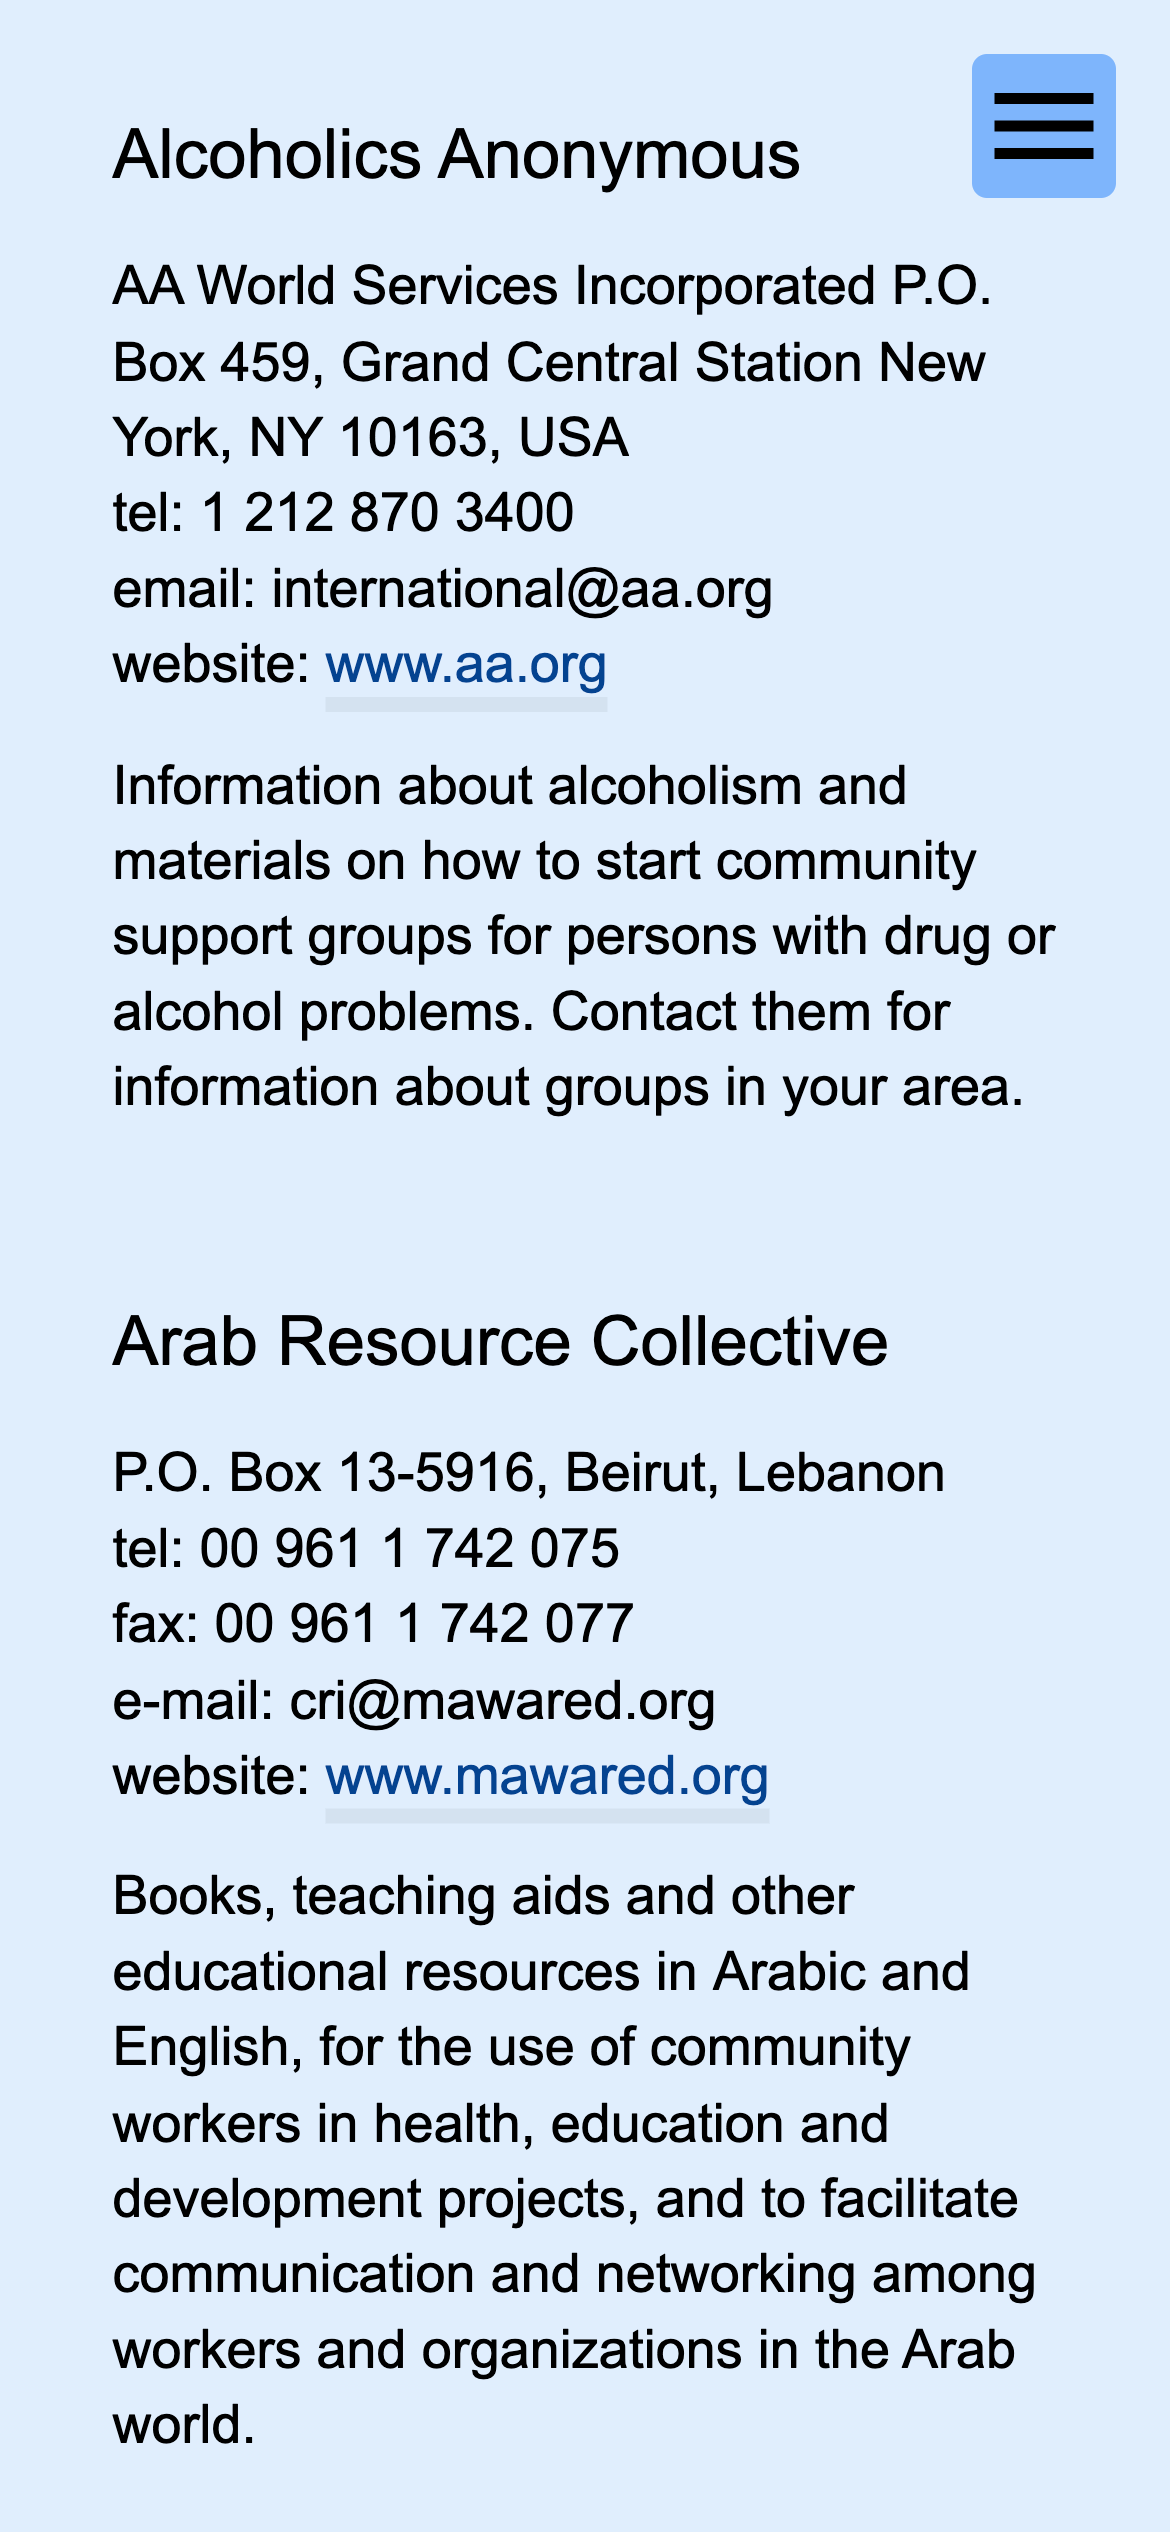 Alcoholics Anonymous
AA World Services Incorporated P.O.
Box 459, Grand Central Station New
York, NY 10163, USA
tel: 1 212 870 3400
email: international@aa.org
website: www.aa.org
Information about alcoholism and
materials on how to start community
support groups for persons with drug or
alcohol problems. Contact them for
information about groups in your area.
Arab Resource Collective
P.O. Box 13-5916, Beirut, Lebanon
tel: 00 961 1 742 075
fax: 00 961 1 742 077
e-mail: cri@mawared.org
website: www.mawared.org
Books, teaching aids and other
educational resources in Arabic and
English, for the use of community
workers in health, education and
development projects, and to facilitate
communication and networking among
workers and organizations in the Arab
world.